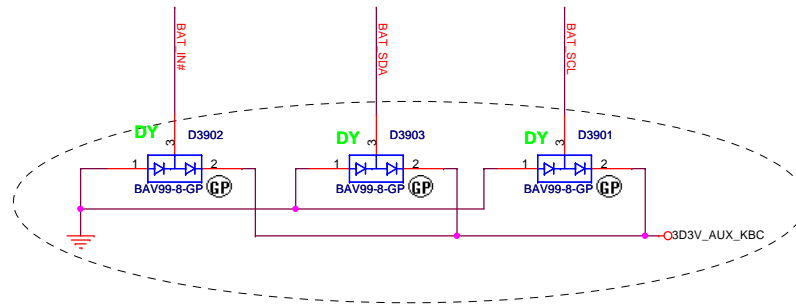 BAT_IN#
BAT_SDA
BAT_SCL
DY
D3902
DY
D3903
DY
D3901
3
3
3
1
2
1
2
1
2
BAV99-8-GP
GP
BAV99-8-GP
GP
BAV99-8-GP
GP
3D3V_AUX_KBC